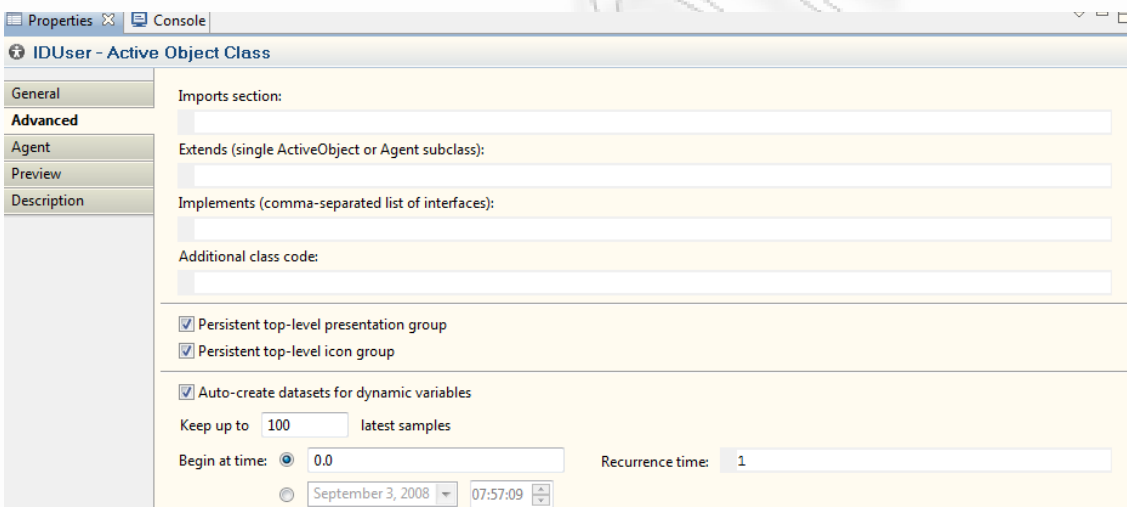 Properties Console
IDUser - Active Object Class
General
Advanced
Agent
Preview
Description
Imports section:
Extends (single ActiveObject or Agent subclass):
Implements (comma-separated list of interfaces):
Additional class code:
Persistent top-level presentation group
Persistent top-level icon group
Auto-create datasets for dynamic variables
Keep up to 100 latest samples
Begin at time: 0.0 Recurrence time: 1
September 3, 2008 07:57:09